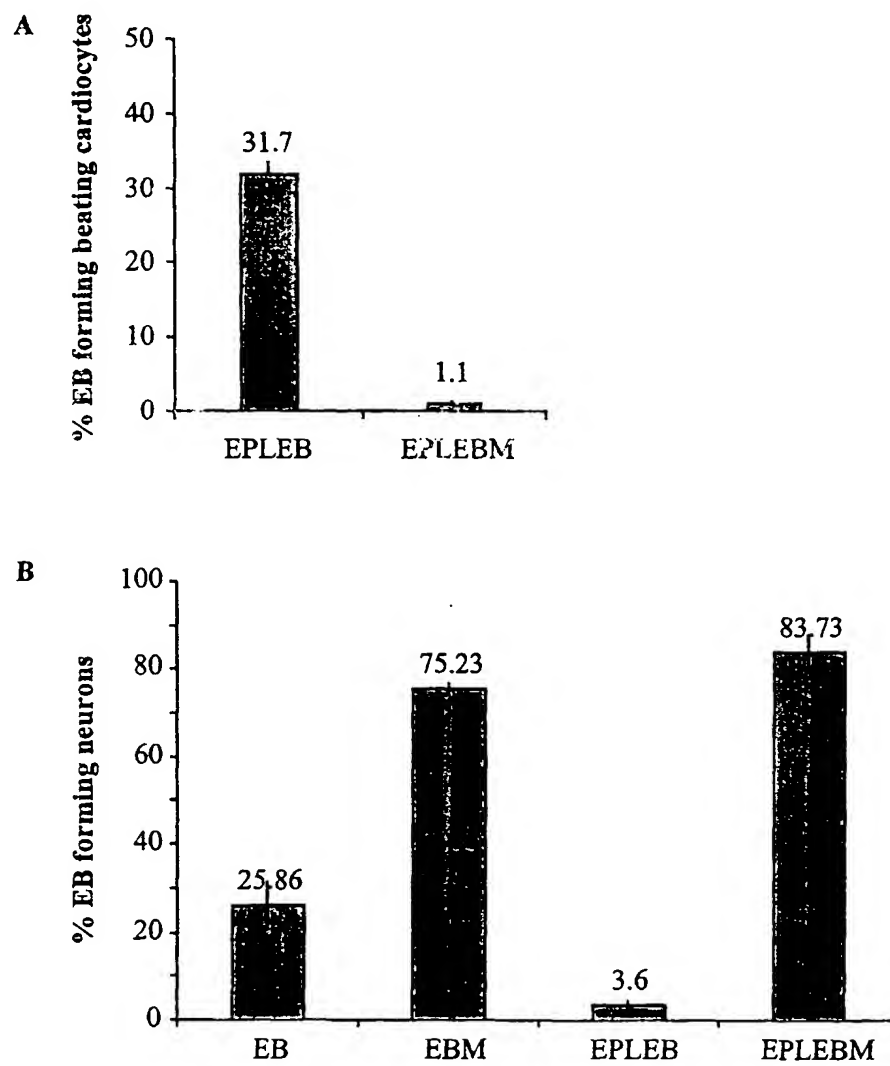 A
% EB forming beating cardiocytes
50
40
30
20
10
0
31.7
1.1
EPLEB
EPLEBM
B
% EB forming neurons
100
80
60
40
20
0
25.86
75.23
3.6
83.73
EB
EBM
EPLEB
EPLEBM